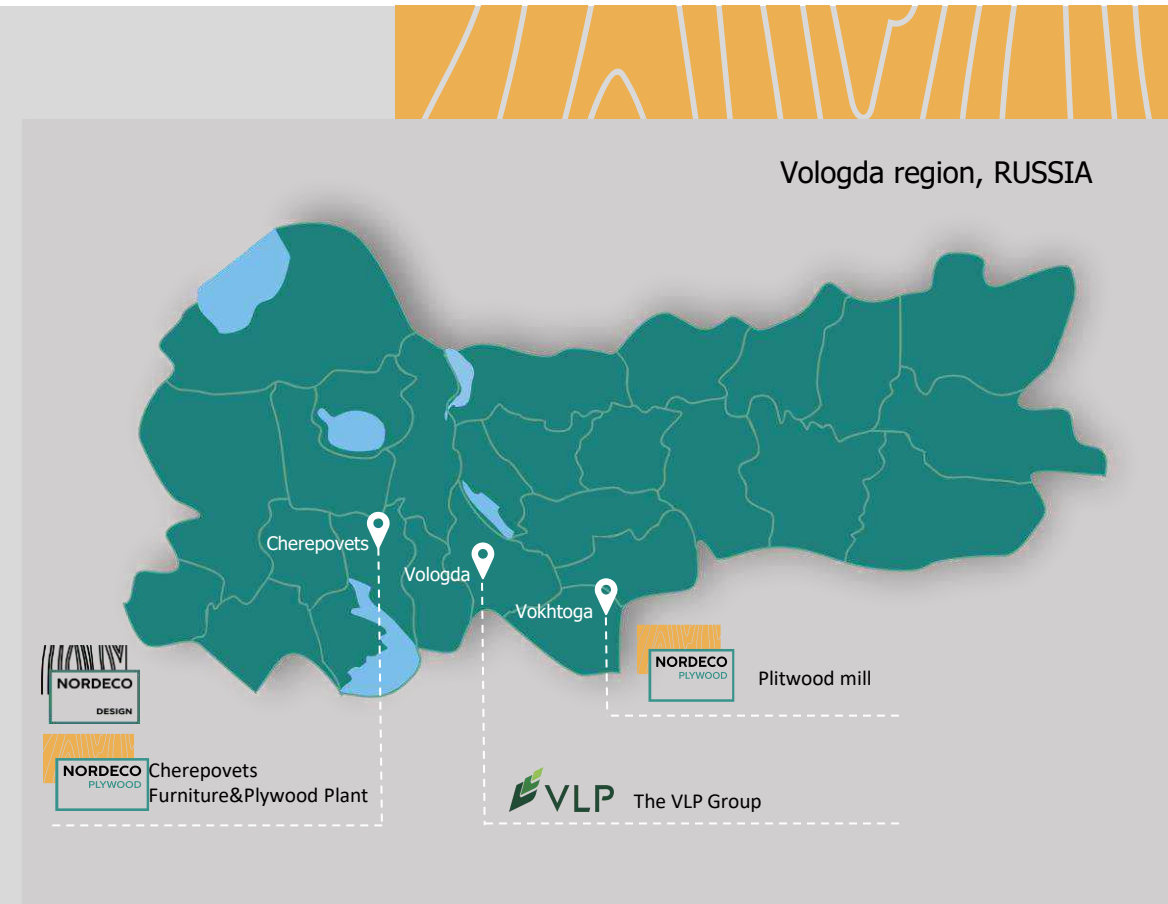 Vologda region, RUSSIA
Cherepovets
Vologda
Vokhtoga
NORDECO
PLYWOOD
Plitwood mill
NORDECO
DESIGN
NORDECO
PLYWOOD
Cherepovets
Furniture&Plywood Plant
VLP
The VLP Group